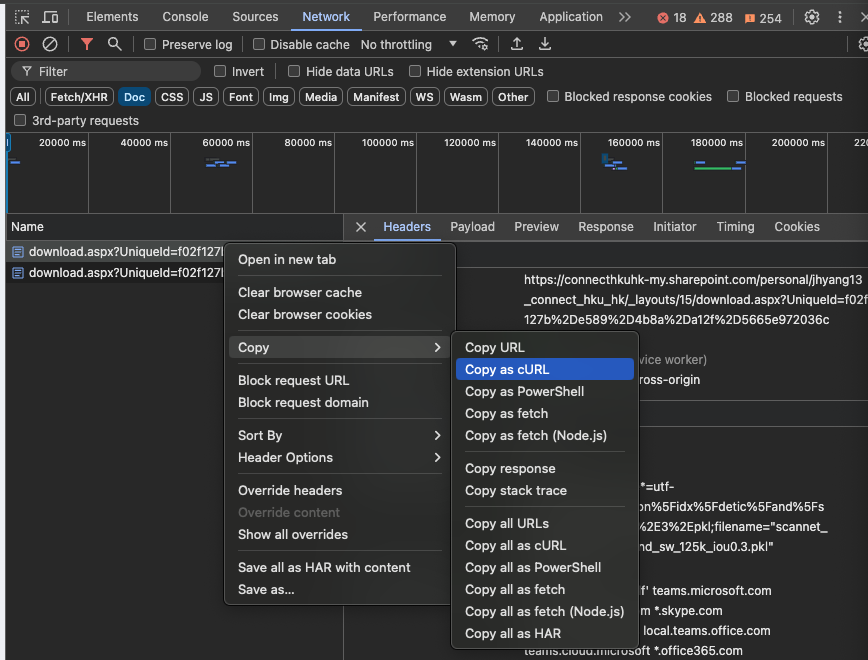 Elements Console Sources Network Performance Memory Application 18 288 254
Preserve log Disable cache No throttling
Filter Invert Hide data URLs Hide extension URLs
All Fetch/XHR Doc CSS JS Font Img Media Manifest WS Wasm Other Blocked response cookies Blocked requests
3rd-party requests
20000 ms 40000 ms 60000 ms 80000 ms 100000 ms 120000 ms 140000 ms 160000 ms 180000 ms 200000 ms 220
Name Headers Payload Preview Response Initiator Timing Cookies
download.aspx?UniqueId=f02f127
download.aspx?UniqueId=f02f127
Open in new tab
Clear browser cache
Clear browser cookies
Copy
Block request URL
Block request domain
Sort By
Header Options
Override headers
Override content
Show all overrides
Save all as HAR with content
Save as...
Copy URL
Copy as cURL
Copy as PowerShell
Copy as fetch
Copy as fetch (Node.js)
Copy response
Copy stack trace
Copy all URLs
Copy all as cURL
Copy all as PowerShell
Copy all as fetch
Copy all as fetch (Node.js)
Copy all as HAR
https://connecthkuhk-my.sharepoint.com/personal/jhyang13
_connect_hku_hk/_layouts/15/download.aspx?UniqueId=f02f
127b%2De589%2D4b8a%2Da12f%2D5665e972036c
vice worker)
ross-origin
*=utf-
on%5Fidx%5Fdetic%5Fand%5Fs
%2E3%2Epkl;filename="scannet_
nd_sw_125k_iou0.3.pkl"
f' teams.microsoft.com
m *.skype.com
local.teams.office.com
teams.cloud.microsoft *.office365.com